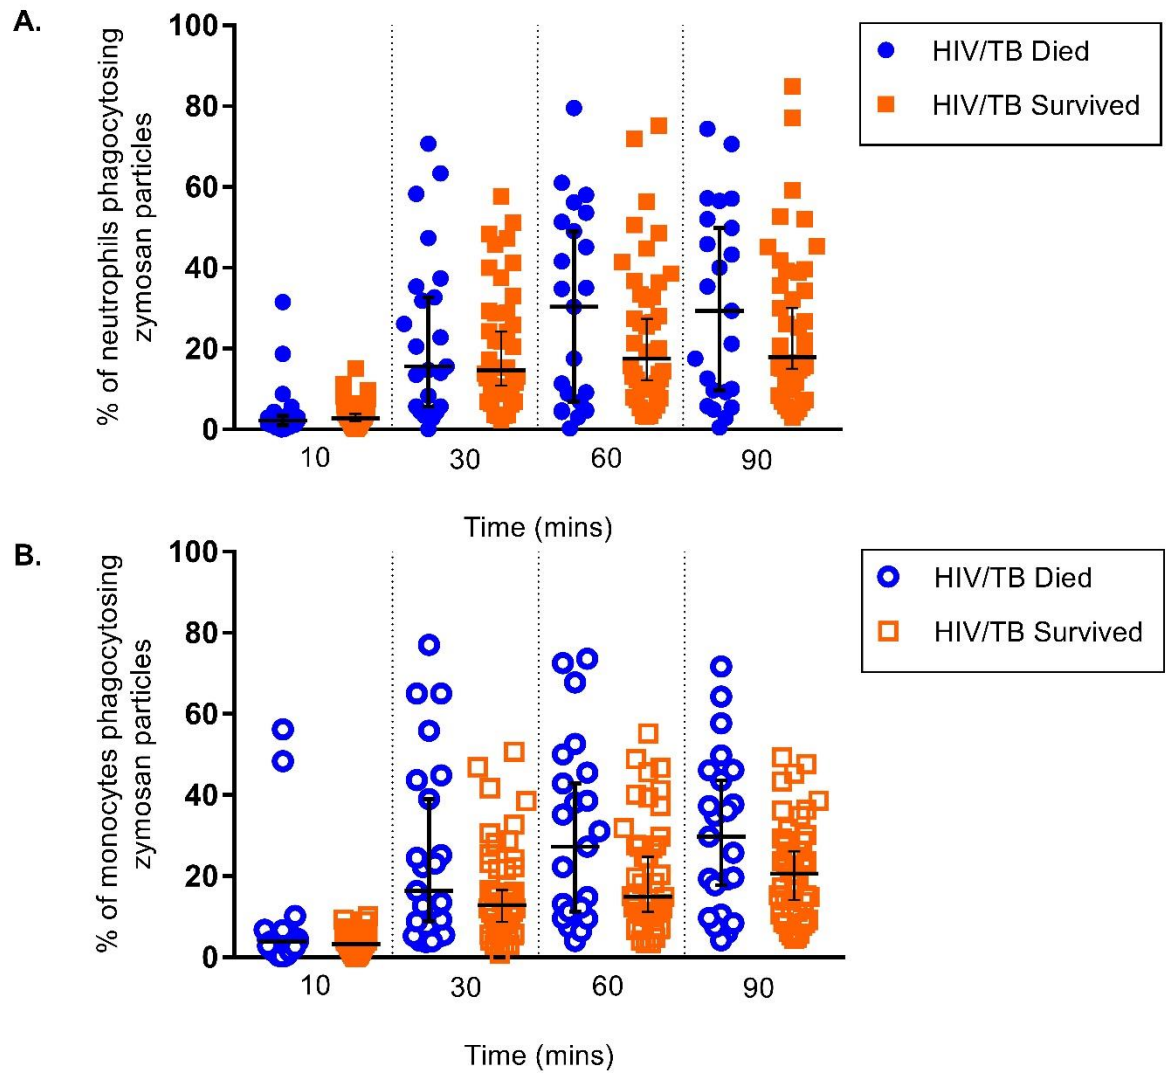 A.
% of neutrophils phagocytosing
zymosan particles
100
80
60
40
20
0
10
30
60
90
Time (mins)
HIV/TB Died
HIV/TB Survived
B.
% of monocytes phagocytosing
zymosan particles
100
80
60
40
20
0
10
30
60
90
Time (mins)
HIV/TB Died
HIV/TB Survived